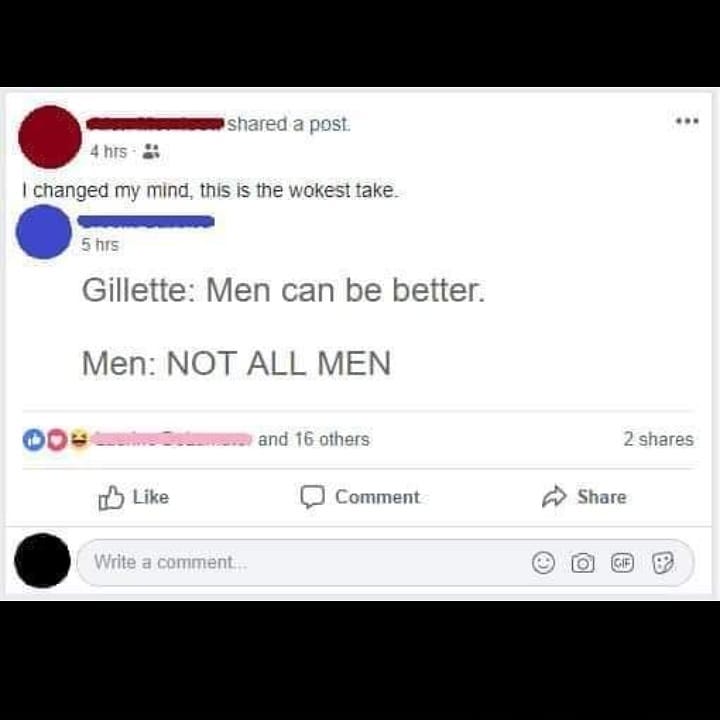 shared a post.
4 hrs ·
I changed my mind, this is the wokest take.
5 hrs
Gillette: Men can be better.
Men: NOT ALL MEN
and 16 others
2 shares
Like
Comment
Share
Write a comment...
GIF